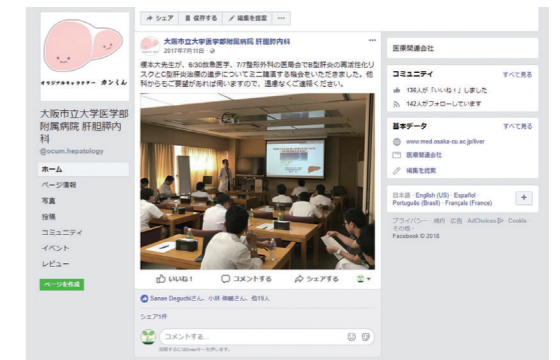 シェア 保存する 編集を提案 …
オリジナルキャラクター カンくん
大阪市立大学医学部
附属病院 肝胆膵内
科
@ocum.hepatology
ホーム
ページ情報
写真
投稿
コミュニティ
イベント
レビュー
ページを作成
大阪市立大学医学部附属病院 肝胆膵内科
2017年7月11日
榎本大先生が、6/30救急医学、7/7整形外科の医局会でB型肝炎の再活性化リ
スクとC型肝炎治療の進歩についてミニ講演する機会をいただきました。他
科からもご要望があれば伺いますので、遠慮なくご連絡ください。
いいね! コメントする シェアする
Sanae Deguchiさん、小林 佑輔さん、他19人
シェア1件
コメントする...
医療関連会社
コミュニティ すべて見る
136人が「いいね!」しました
142人がフォローしています
基本データ すべて見る
www.med.osaka-cu.ac.jp/liver
医療関連会社
編集を提案
日本語 · English (US) · Español ·
Português (Brasil) · Français (France)
プライバシー · 規約 · 広告 · AdChoices · Cookie ·
その他 ·
Facebook © 2018